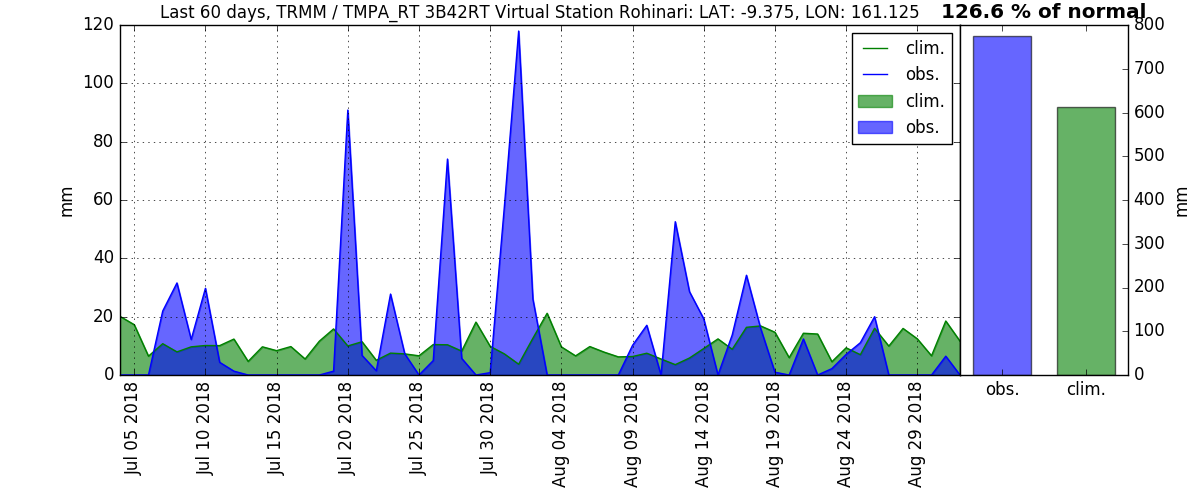 Last 60 days, TRMM / TMPA_RT 3B42RT Virtual Station Rohinari: LAT: -9.375, LON: 161.125
126.6 % of normal
120
100
80
60
40
20
0
mm
clim.
obs.
clim.
obs.
Jul 05 2018
Jul 10 2018
Jul 15 2018
Jul 20 2018
Jul 25 2018
Jul 30 2018
Aug 04 2018
Aug 09 2018
Aug 14 2018
Aug 19 2018
Aug 24 2018
Aug 29 2018
800
700
600
500
400
300
200
100
0
mm
obs.
clim.